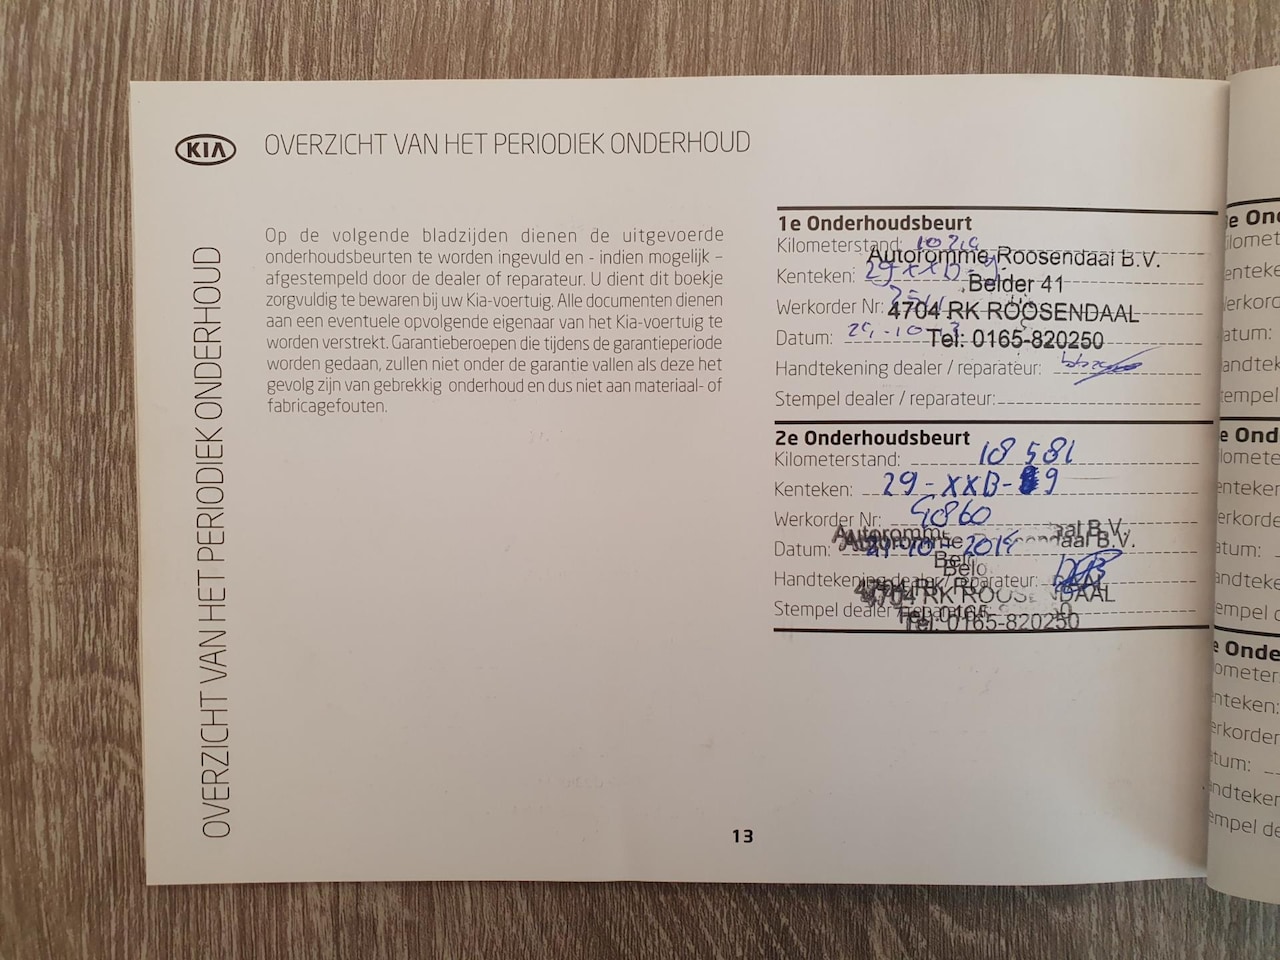 KIA
OVERZICHT VAN HET PERIODIEK ONDERHOUD
OVERZICHT VAN HET PERIODIEK ONDERHOUD
Op de volgende bladzijden dienen de uitgevoerde
onderhoudsbeurten te worden ingevuld en - indien mogelijk –
afgestempeld door de dealer of reparateur. U dient dit boekje
zorgvuldig te bewaren bij uw Kia-voertuig. Alle documenten dienen
aan een eventuele opvolgende eigenaar van het Kia-voertuig te
worden verstrekt. Garantieberoepen die tijdens de garantieperiode
worden gedaan, zullen niet onder de garantie vallen als deze het
gevolg zijn van gebrekkig onderhoud en dus niet aan materiaal- of
fabricagefouten.
1e Onderhoudsbeurt
Kilometerstand:
Autoromme Roosendaal B.V.
Kenteken: 29-XXB-
Belder 41
Werkorder Nr:
4704 RK ROOSENDAAL
Datum:
Tel: 0165-820250
Handtekening dealer / reparateur:
Stempel dealer / reparateur:
2e Onderhoudsbeurt
Kilometerstand: 18581
Kenteken: 29-XXB-99
Werkorder Nr:
Autoromme
Datum:
Handtekening dealer / reparateur:
4704 RK
Stempel dealer / reparateur:
Tel: 0165-820250
13